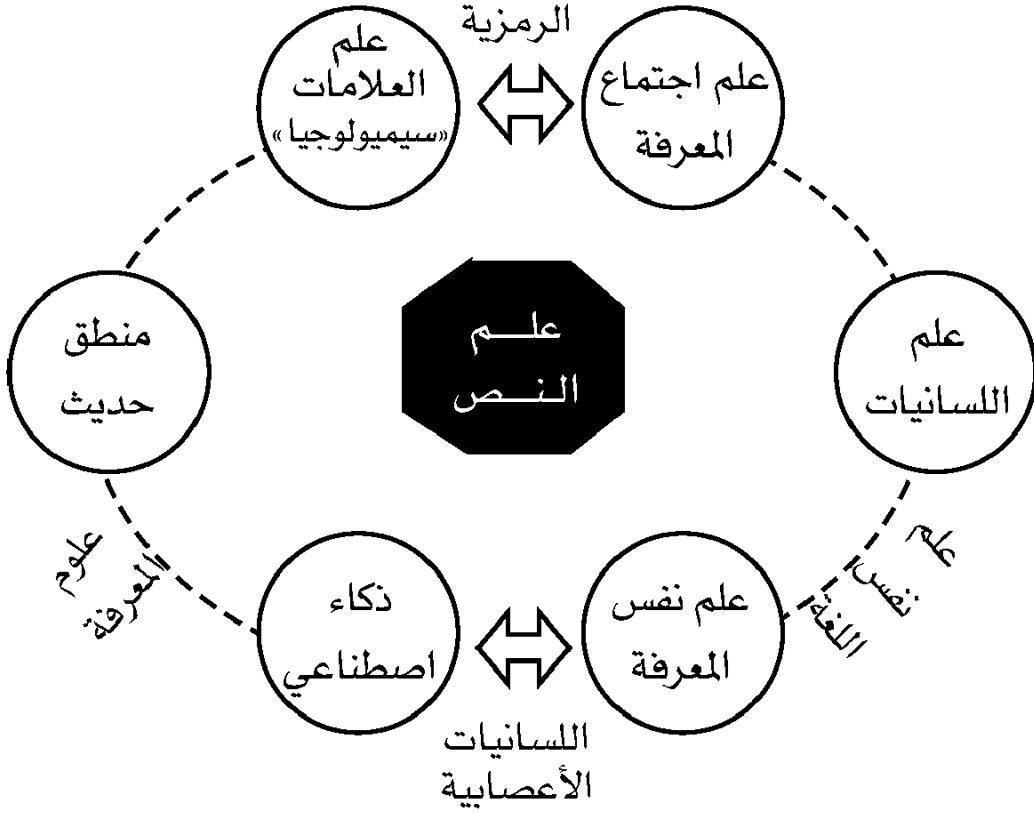 الرمزية
علم اجتماع
المعرفة
علم
العلامات
«سيميولوجيا»
علم
اللسانيات
علـــم
النـــص
منطق
حديث
علم
نفس
اللغة
علوم
المعرفة
علم نفس
المعرفة
ذكاء
اصطناعي
اللسانيات
الأعصابية